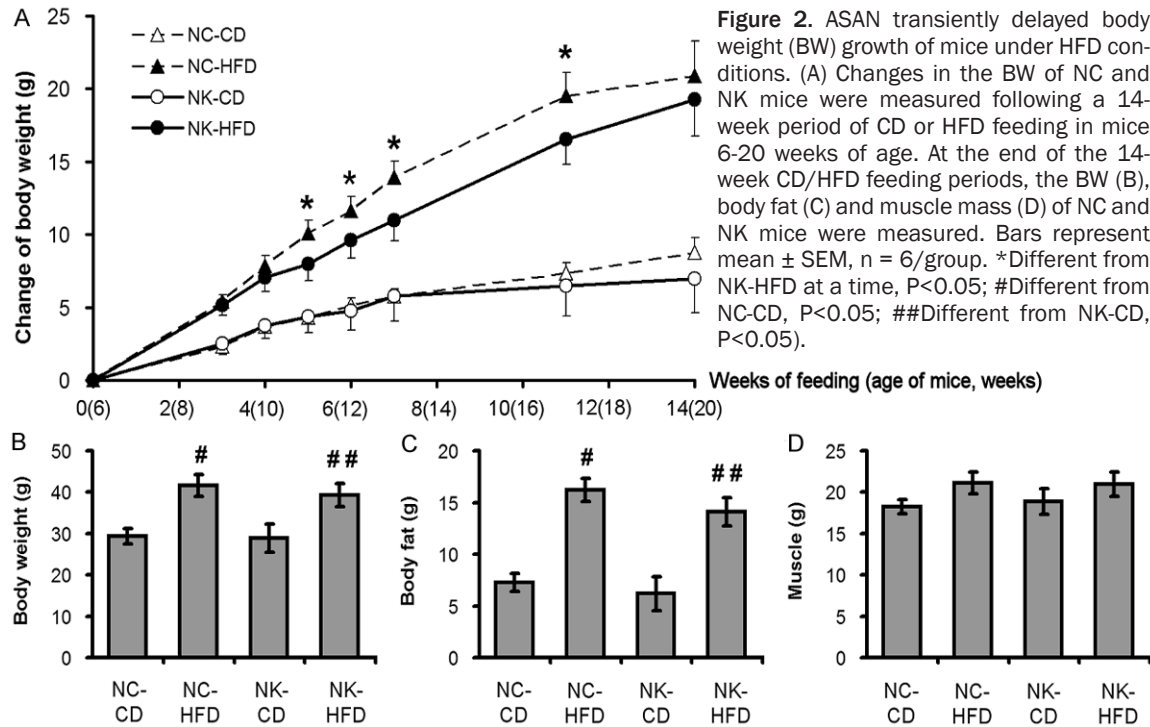 A
25
20
15
10
5
0
Change of body weight (g)
NC-CD
NC-HFD
NK-CD
NK-HFD
*
*
*
*
0(6) 2(8) 4(10) 6(12) 8(14) 10(16) 12(18) 14(20)
Weeks of feeding (age of mice, weeks)
Figure 2. ASAN transiently delayed body
weight (BW) growth of mice under HFD con-
ditions. (A) Changes in the BW of NC and
NK mice were measured following a 14-
week period of CD or HFD feeding in mice
6-20 weeks of age. At the end of the 14-
week CD/HFD feeding periods, the BW (B),
body fat (C) and muscle mass (D) of NC and
NK mice were measured. Bars represent
mean ± SEM, n = 6/group. *Different from
NK-HFD at a time, P<0.05; #Different from
NC-CD, P<0.05; ##Different from NK-CD,
P<0.05).
B
50
40
30
20
10
0
Body weight (g)
#
##
NC- NC- NK- NK-
CD HFD CD HFD
C
20
15
10
5
0
Body fat (g)
#
##
NC- NC- NK- NK-
CD HFD CD HFD
D
25
20
15
10
5
0
Muscle (g)
NC- NC- NK- NK-
CD HFD CD HFD